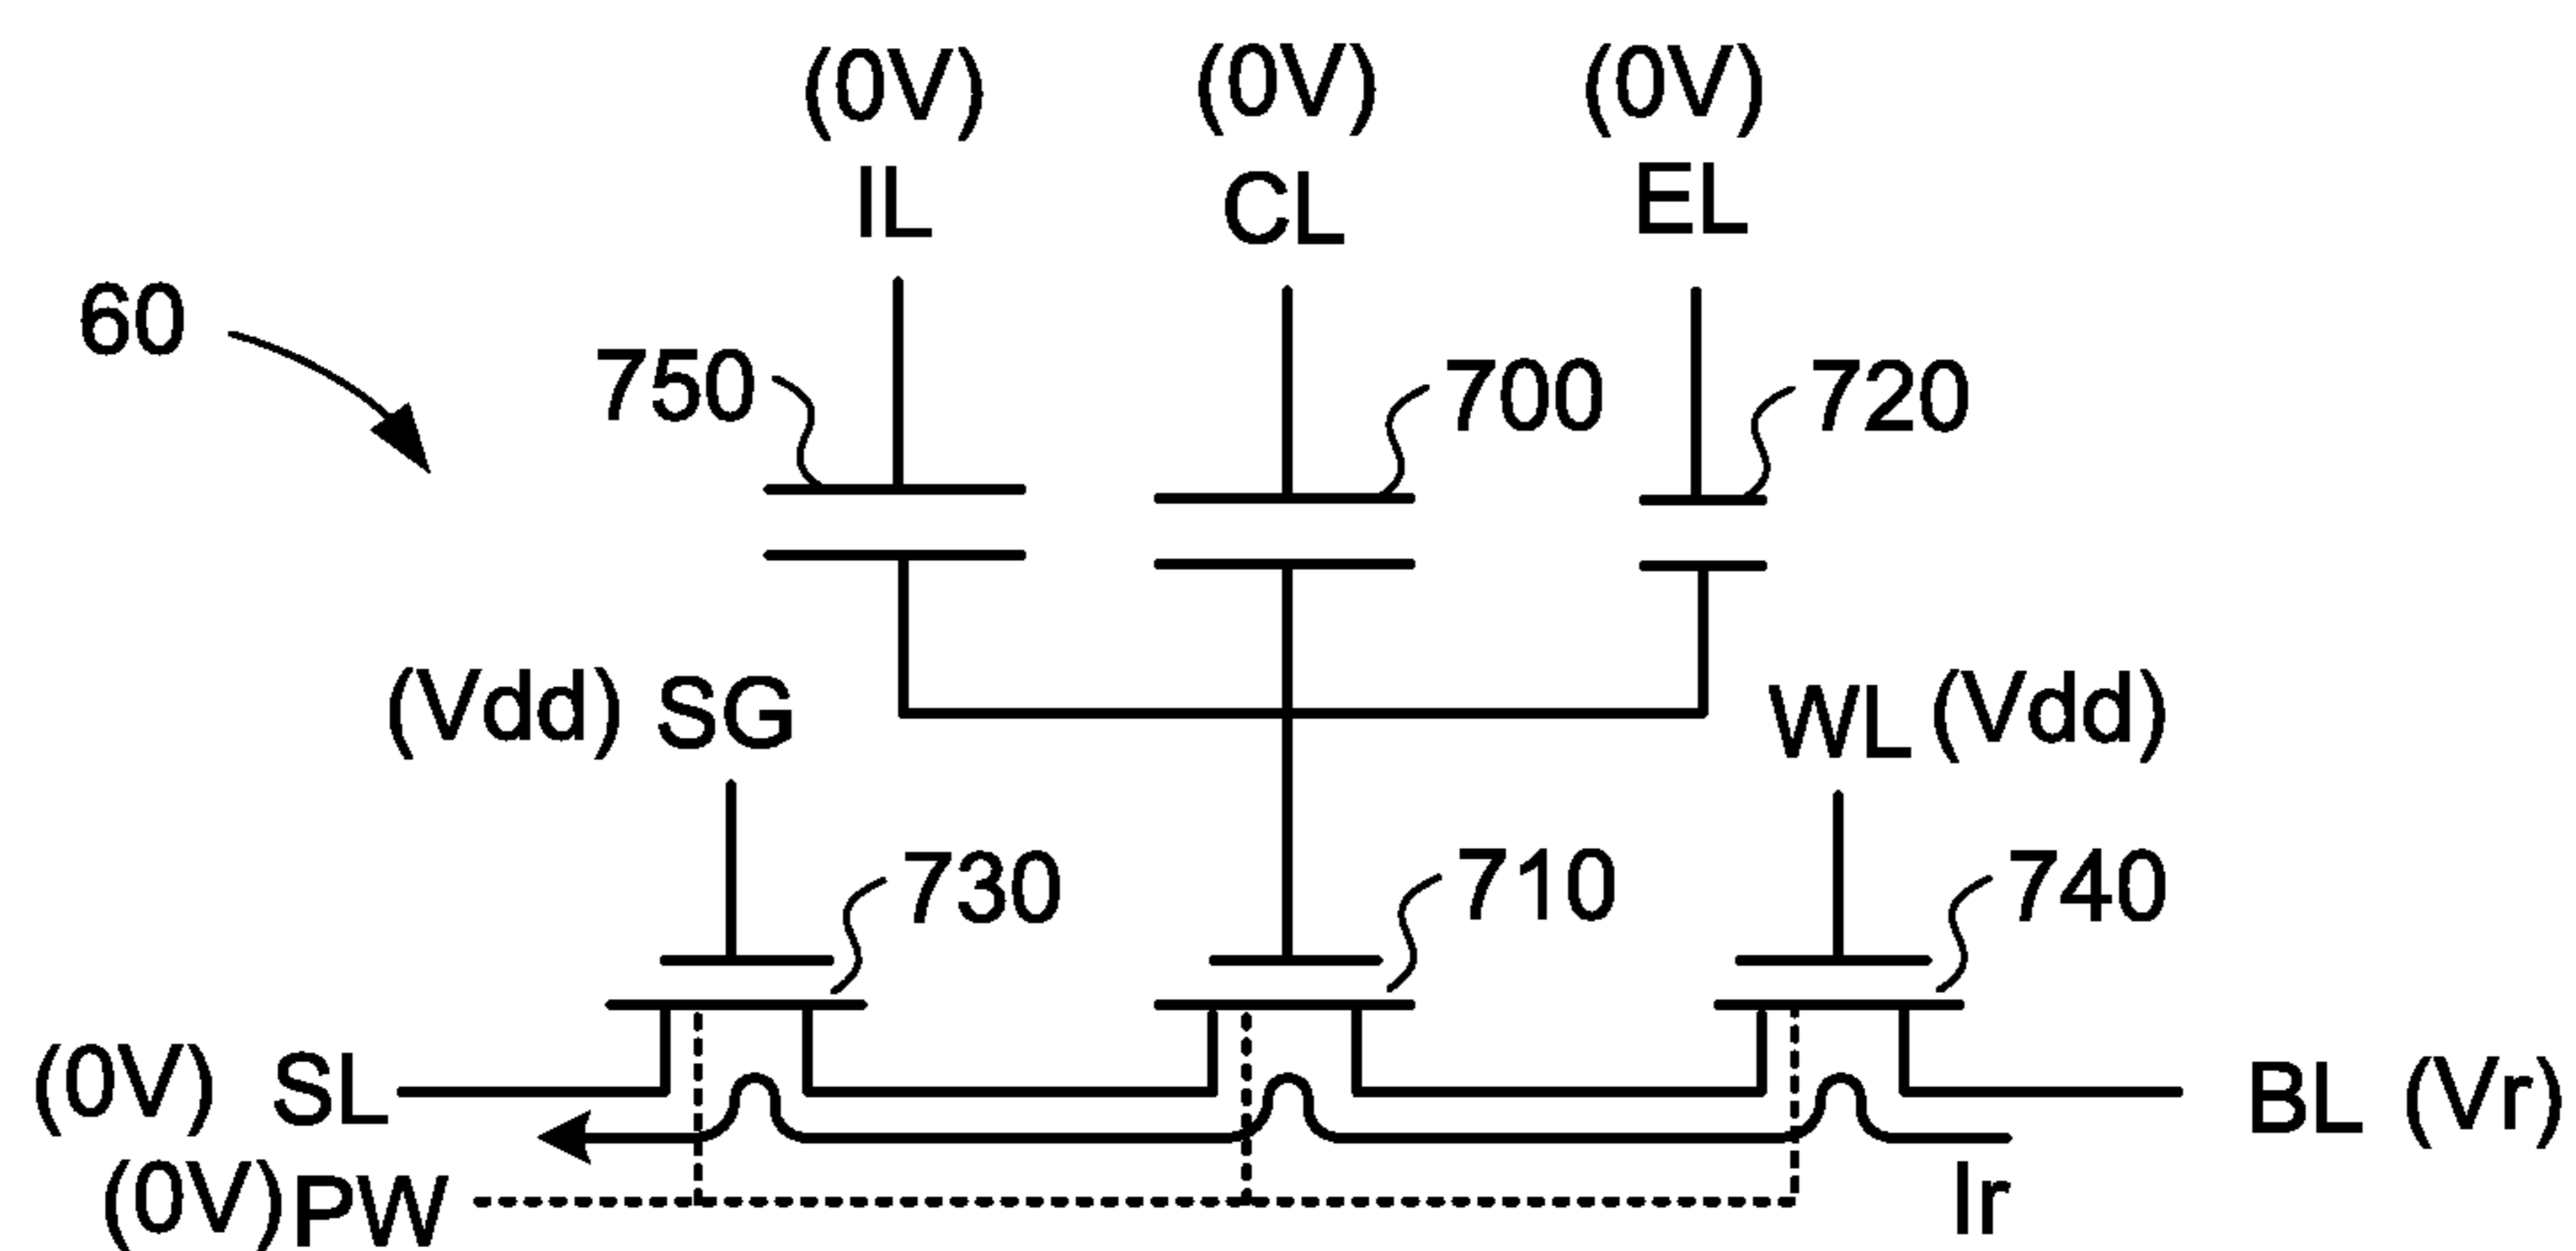 (0V) (0V) (0V)
IL CL EL
60
750 700 720
(Vdd) SG WL (Vdd)
730 710 740
(0V) SL BL (Vr)
(0V) PW Ir